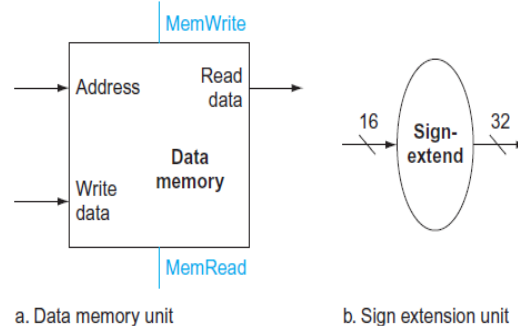 MemWrite
Address
Read
data
Data
memory
Write
data
MemRead
a. Data memory unit
16
Sign-
extend
32
b. Sign extension unit